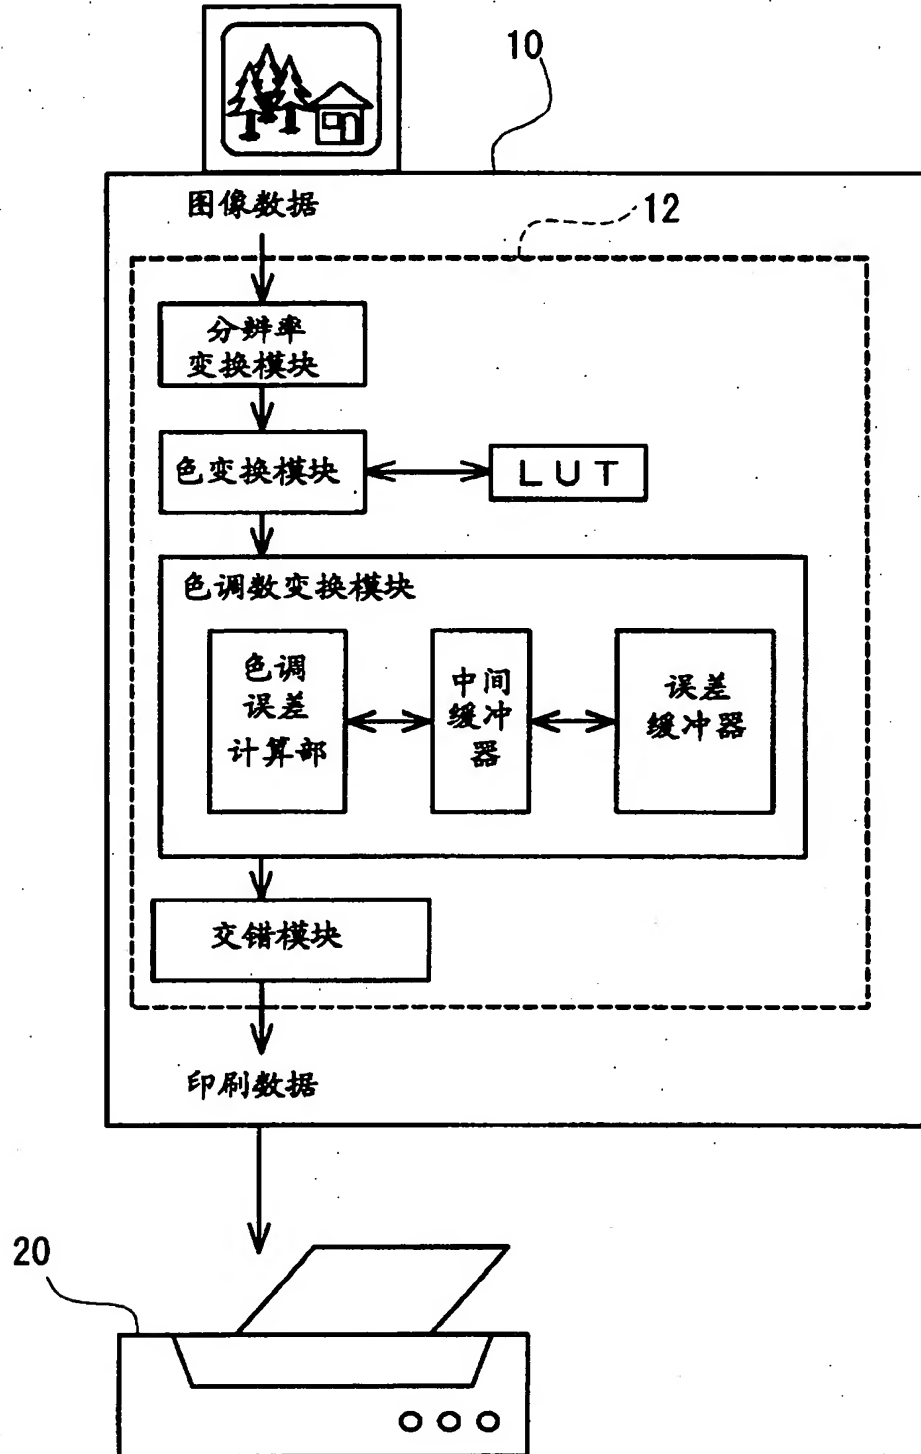 10
图像数据
12
分辨率
变换模块
色变换模块
LUT
色调数变换模块
色调
误差
计算部
中间
缓冲
器
误差
缓冲器
交错模块
印刷数据
20